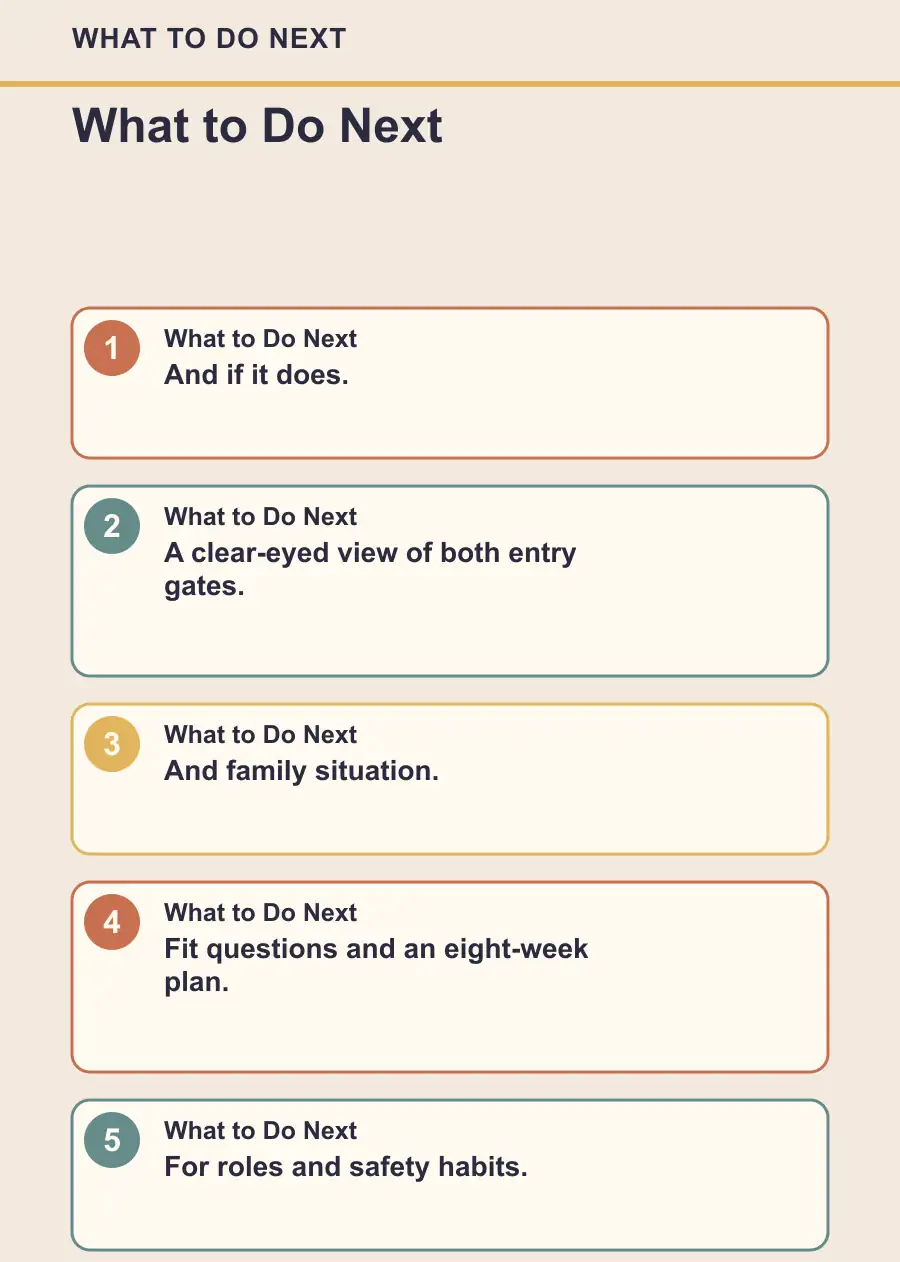 WHAT TO DO NEXT
What to Do Next
1
What to Do Next
And if it does.
2
What to Do Next
A clear-eyed view of both entry
gates.
3
What to Do Next
And family situation.
4
What to Do Next
Fit questions and an eight-week
plan.
5
What to Do Next
For roles and safety habits.